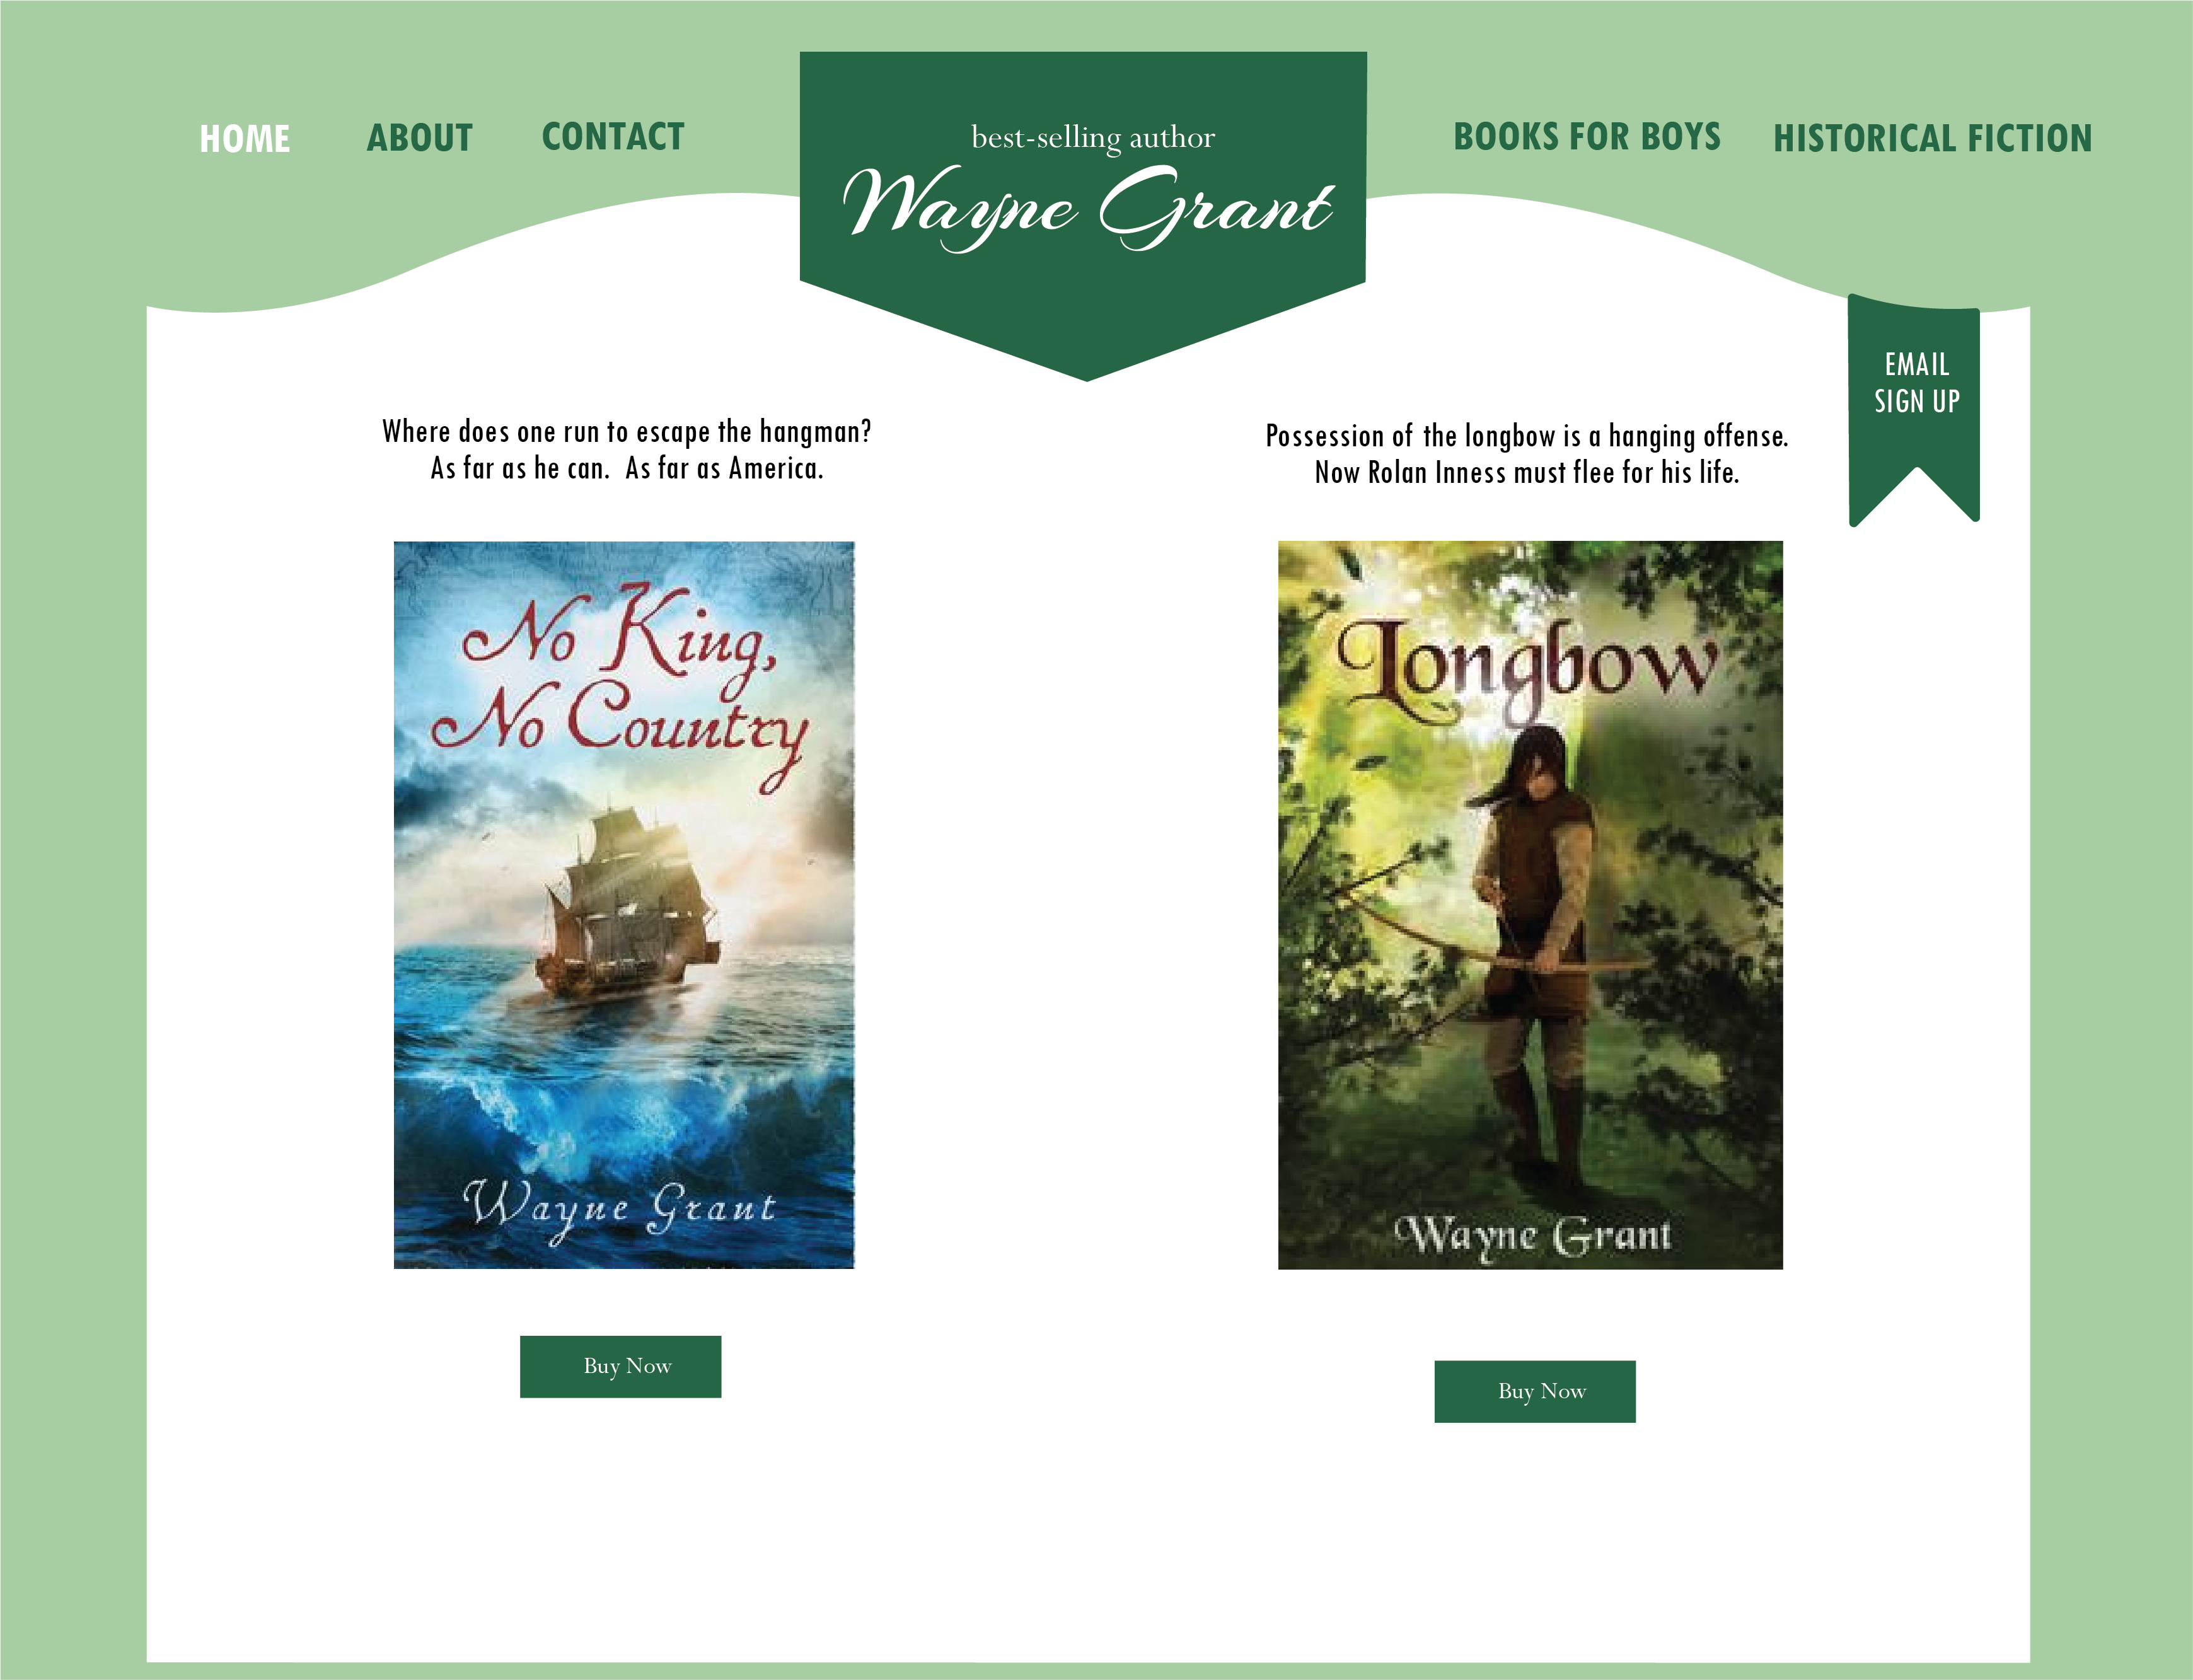 HOME ABOUT CONTACT
best-selling author
Wayne Grant
BOOKS FOR BOYS HISTORICAL FICTION
EMAIL
SIGN UP
Where does one run to escape the hangman?
As far as he can. As far as America.
No King,
No Country
Wayne Grant
Buy Now
Possession of the longbow is a hanging offense.
Now Rolan Inness must flee for his life.
Longbow
Wayne Grant
Buy Now